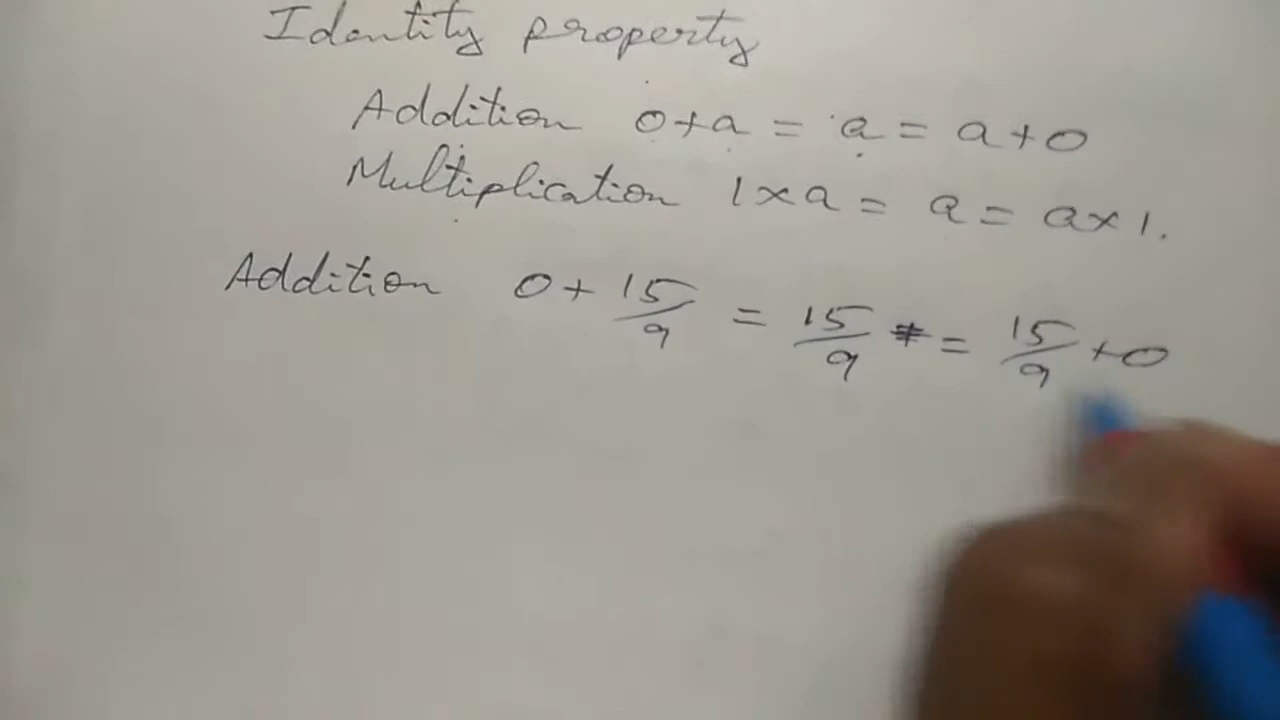 Identity property
Addition 0+a = a = a+0
Multiplication 1×a = a = a×1.
Addition 0+ 15/9 = 15/9 = 15/9 +0